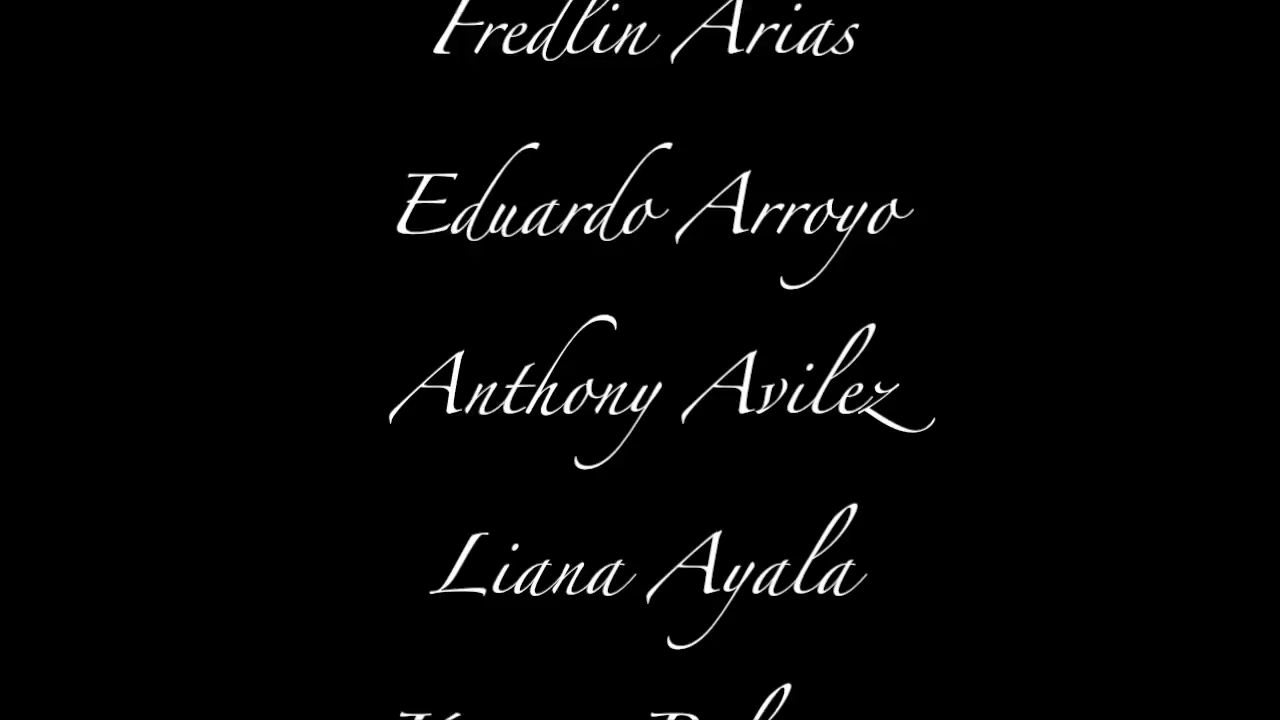 Fredlin Arias
Eduardo Arroyo
Anthony Avilez
Liana Ayala